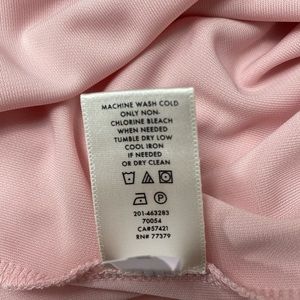 MACHINE WASH COLD
ONLY NON-
CHLORINE BLEACH
WHEN NEEDED
TUMBLE DRY LOW
COOL IRON
IF NEEDED
OR DRY CLEAN
201-463283
70054
CA#57421
RN# 77379